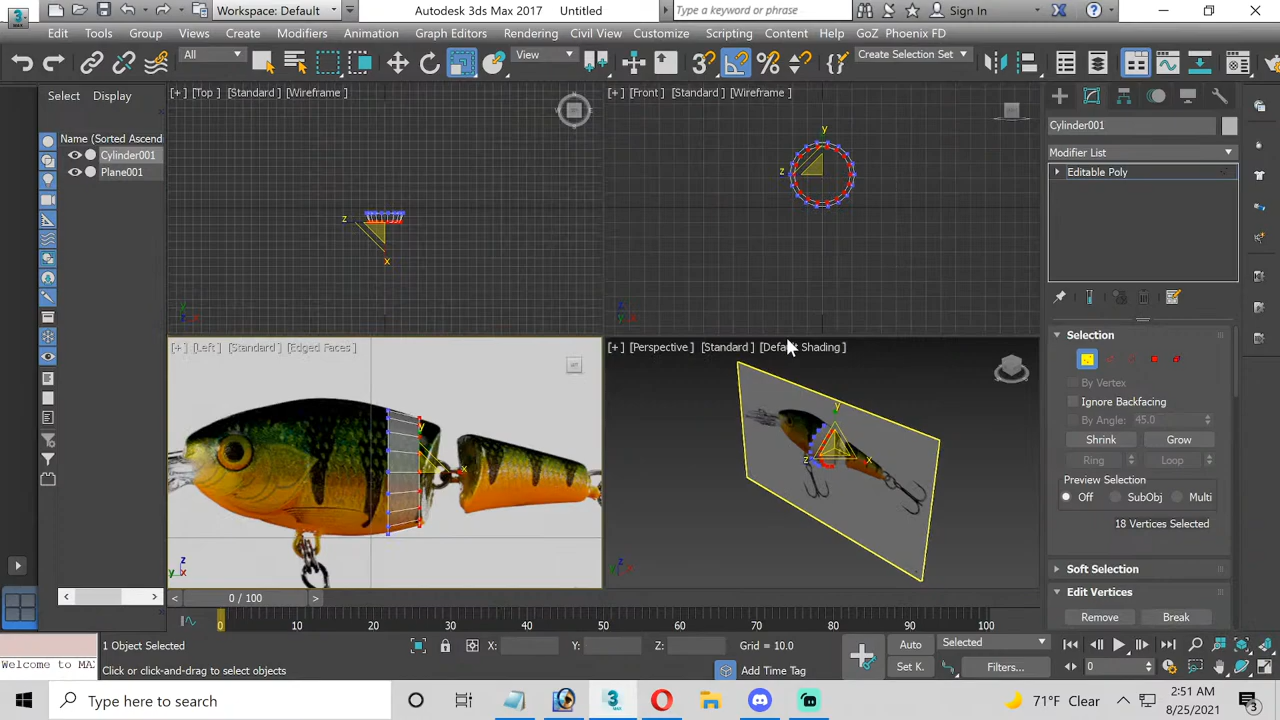 Workspace: Default
Autodesk 3ds Max 2017   Untitled
Type a keyword or phrase
Sign In
Edit Tools Group Views Create Modifiers Animation Graph Editors Rendering Civil View Customize Scripting Content Help GoZ Phoenix FD
All
View
Create Selection Set
Select Display
Name (Sorted Ascend
Cylinder001
Plane001
[+] [Top] [Standard] [Wireframe]
[+] [Front] [Standard] [Wireframe]
[+] [Left] [Standard] [Edged Faces]
[+] [Perspective] [Standard] [Default Shading]
Cylinder001
Modifier List
Editable Poly
Selection
By Vertex
Ignore Backfacing
By Angle: 45.0
Shrink Grow
Ring Loop
Preview Selection
Off SubObj Multi
18 Vertices Selected
Soft Selection
Edit Vertices
Remove Break
0 / 100
0 10 20 30 40 50 60 70 80 90 100
1 Object Selected
X: Y: Z: Grid = 10.0
Auto Selected
Welcome to MA
Click or click-and-drag to select objects
Add Time Tag
Set K. Filters...
0
Type here to search
71°F Clear
2:51 AM
8/25/2021
3